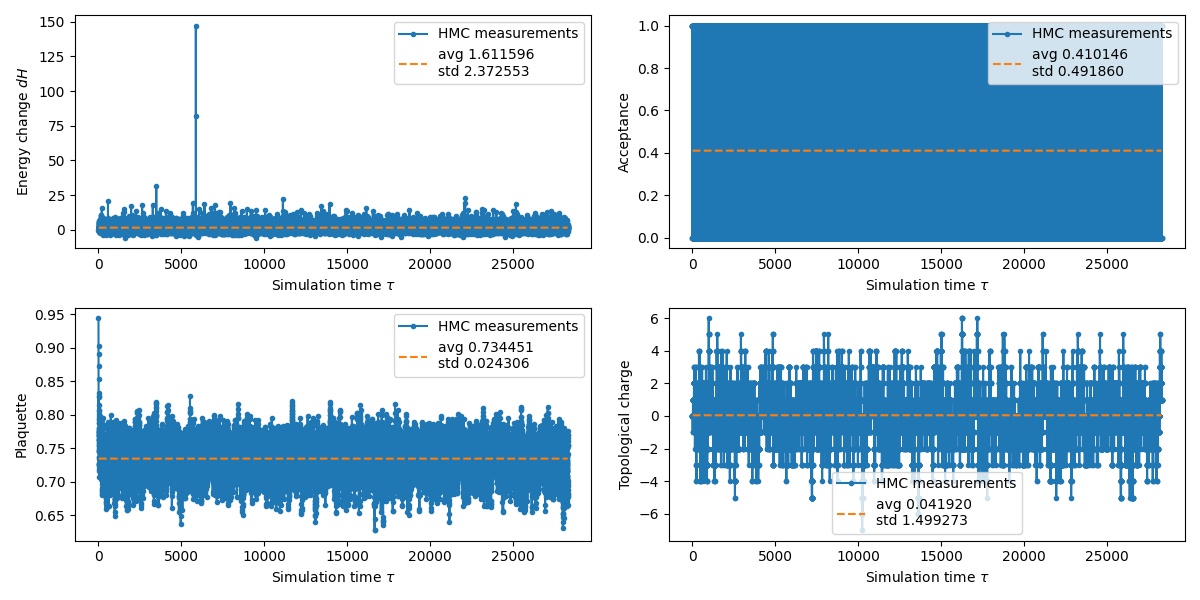 Energy change dH
150
125
100
75
50
25
0
HMC measurements
avg 1.611596
std 2.372553
0
5000
10000
15000
20000
25000
Simulation time τ
Acceptance
1.0
0.8
0.6
0.4
0.2
0.0
HMC measurements
avg 0.410146
std 0.491860
0
5000
10000
15000
20000
25000
Simulation time τ
Plaquette
0.95
0.90
0.85
0.80
0.75
0.70
0.65
HMC measurements
avg 0.734451
std 0.024306
0
5000
10000
15000
20000
25000
Simulation time τ
Topological charge
6
4
2
0
−2
−4
−6
HMC measurements
avg 0.041920
std 1.499273
0
5000
10000
15000
20000
25000
Simulation time τ